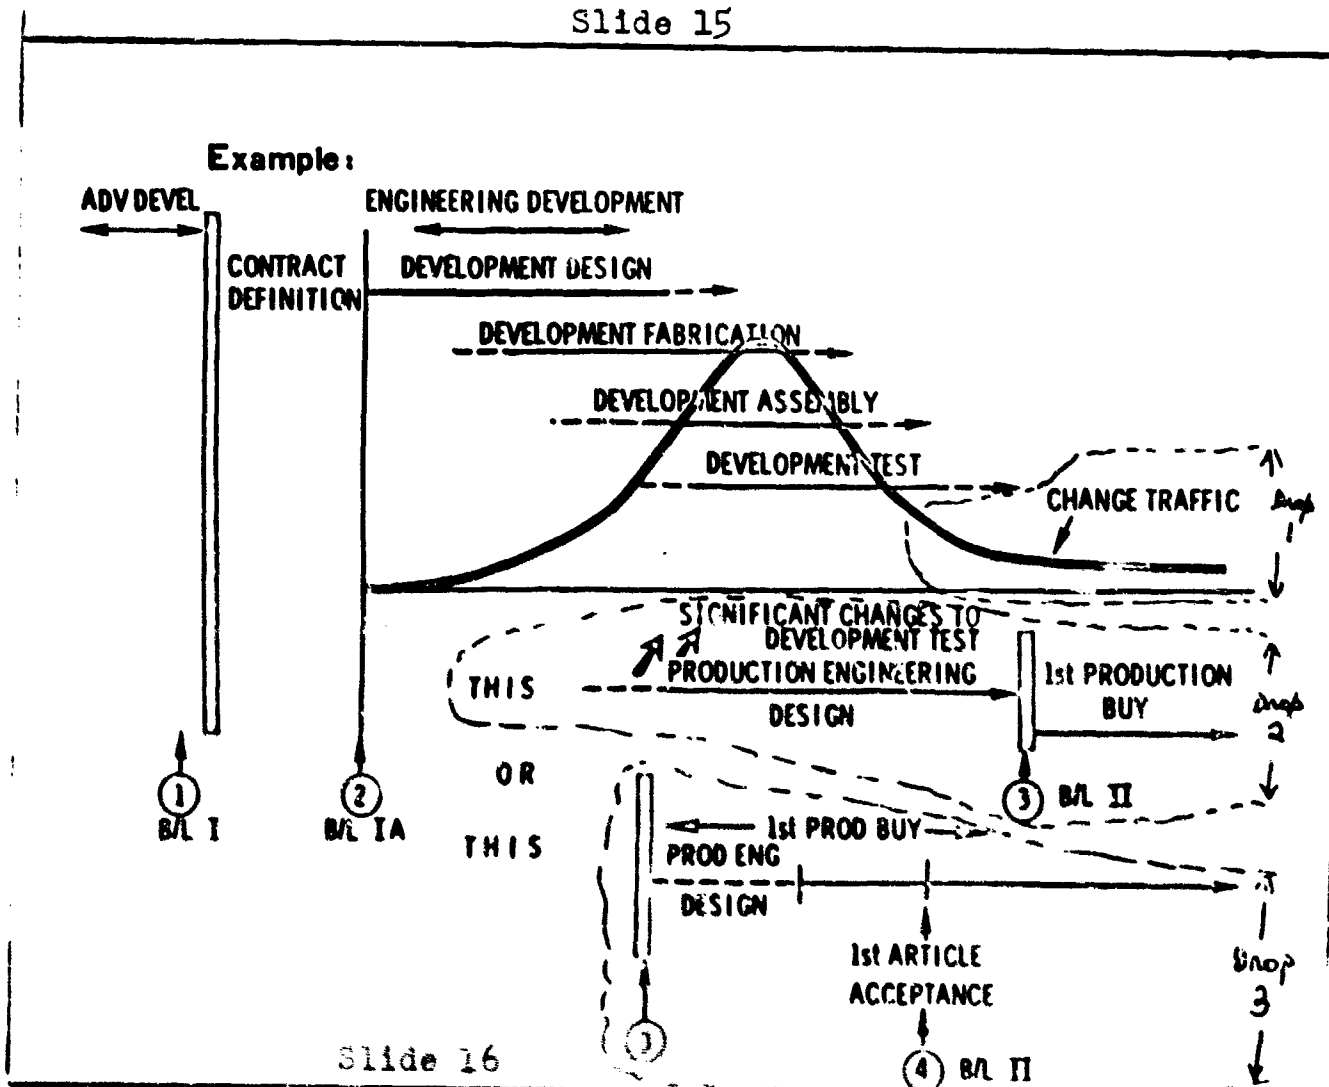 Slide 15
Example:
ADV DEVEL
ENGINEERING DEVELOPMENT
CONTRACT
DEFINITION
DEVELOPMENT DESIGN
DEVELOPMENT FABRICATION
DEVELOPMENT ASSEMBLY
DEVELOPMENT TEST
CHANGE TRAFFIC
Drop
SIGNIFICANT CHANGES TO
DEVELOPMENT TEST
THIS
PRODUCTION ENGINEERING
DESIGN
1st PRODUCTION
BUY
Drop
2
OR
1
B/L I
2
B/L IA
3 B/L II
THIS
1st PROD BUY
PROD ENG
DESIGN
1st ARTICLE
ACCEPTANCE
Drop
3
3
4 B/L II
Slide 16